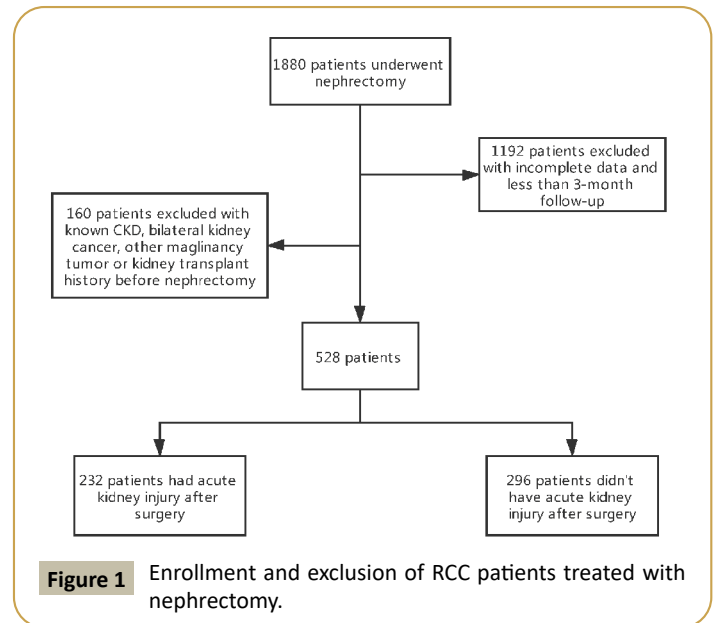 1880 patients underwent
nephrectomy
1192 patients excluded
with incomplete data and
less than 3-month
follow-up
160 patients excluded with
known CKD, bilateral kidney
cancer, other maglinancy
tumor or kidney transplant
history before nephrectomy
528 patients
232 patients had acute
kidney injury after
surgery
296 patients didn't
have acute kidney
injury after surgery
Figure 1 Enrollment and exclusion of RCC patients treated with
nephrectomy.